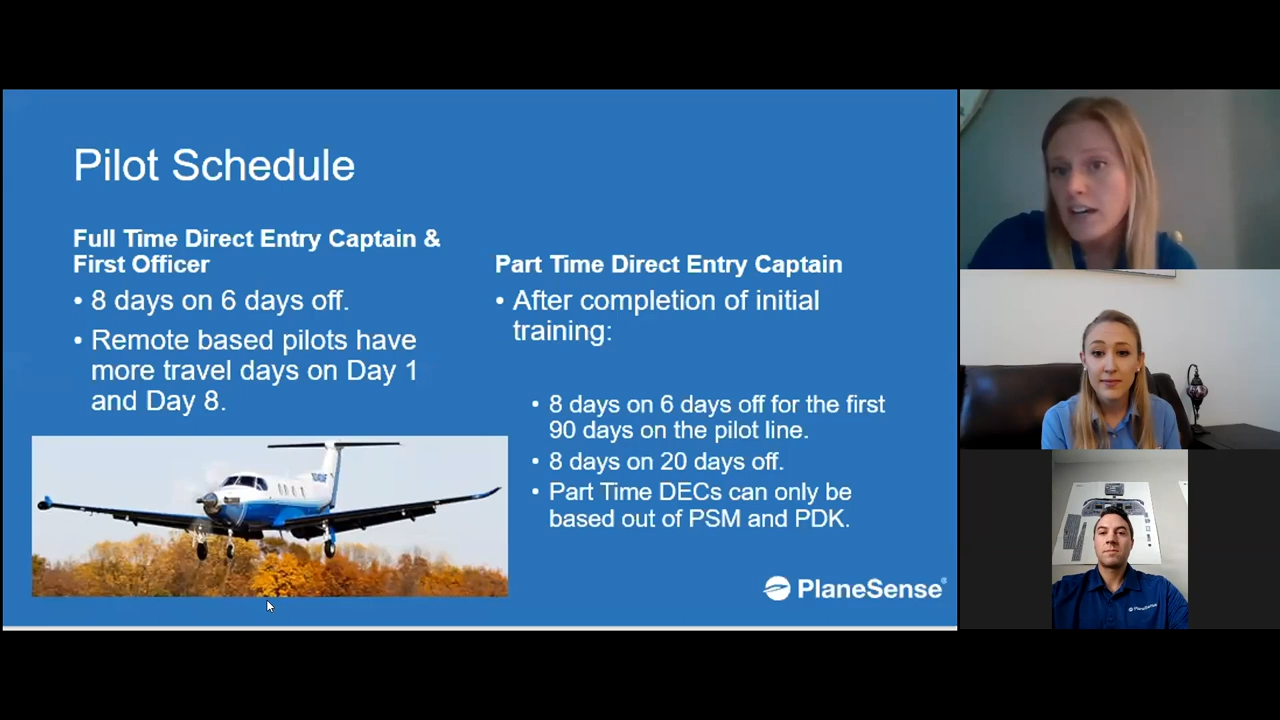 Pilot Schedule
Full Time Direct Entry Captain &
First Officer
• 8 days on 6 days off.
• Remote based pilots have
more travel days on Day 1
and Day 8.
Part Time Direct Entry Captain
• After completion of initial
training:
• 8 days on 6 days off for the first
90 days on the pilot line.
• 8 days on 20 days off.
• Part Time DECs can only be
based out of PSM and PDK.
PlaneSense®
PlaneSense